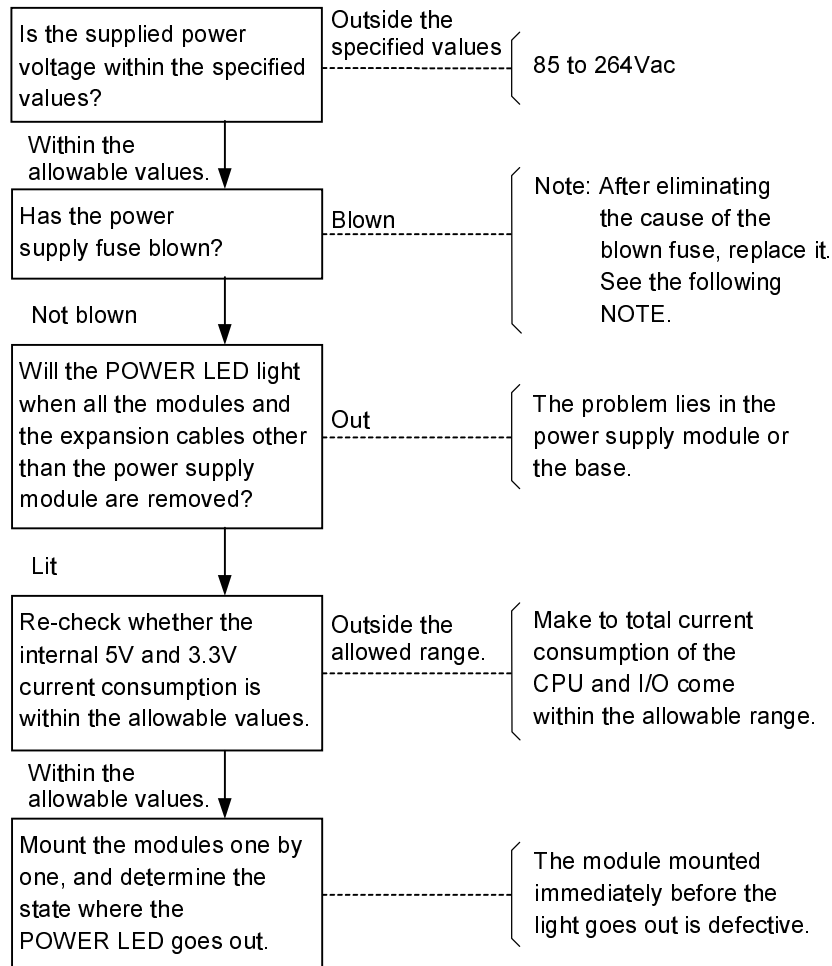 Is the supplied power
voltage within the specified
values?
Outside the
specified values
85 to 264Vac
Within the
allowable values.
Has the power
supply fuse blown?
Blown
Note: After eliminating
the cause of the
blown fuse, replace it.
See the following
NOTE.
Not blown
Will the POWER LED light
when all the modules and
the expansion cables other
than the power supply
module are removed?
Out
The problem lies in the
power supply module or
the base.
Lit
Re-check whether the
internal 5V and 3.3V
current consumption is
within the allowable values.
Outside the
allowed range.
Make to total current
consumption of the
CPU and I/O come
within the allowable range.
Within the
allowable values.
Mount the modules one by
one, and determine the
state where the
POWER LED goes out.
The module mounted
immediately before the
light goes out is defective.